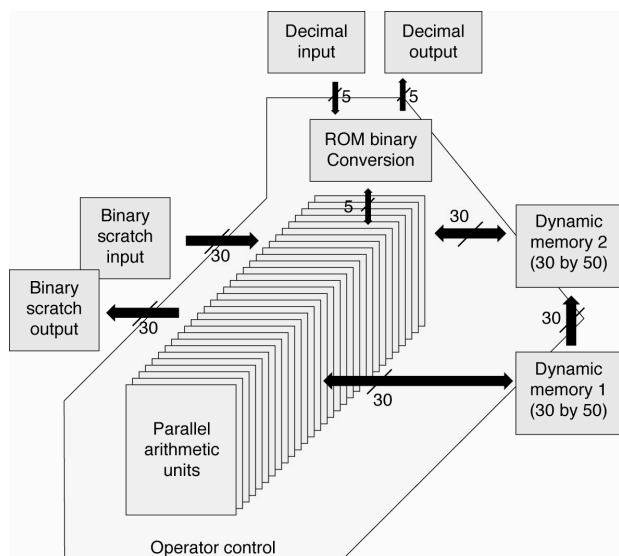 Decimal
input
Decimal
output
5
5
ROM binary
Conversion
5
Binary
scratch
input
30
30
Dynamic
memory 2
(30 by 50)
Binary
scratch
output
30
30
Dynamic
memory 1
(30 by 50)
30
Parallel
arithmetic
units
Operator control